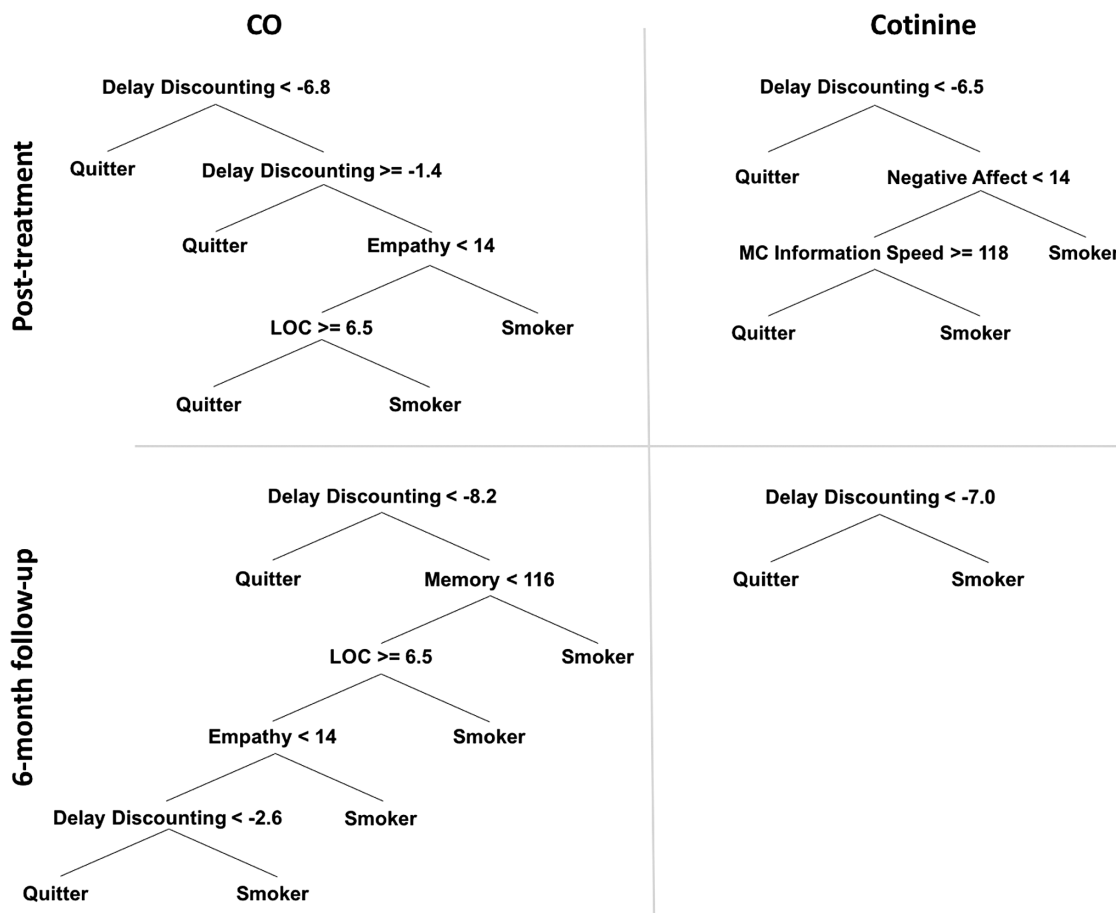 CO
Cotinine
Post-treatment
Delay Discounting < -6.8
Quitter
Delay Discounting >= -1.4
Quitter
Empathy < 14
LOC >= 6.5
Smoker
Quitter
Smoker
Delay Discounting < -6.5
Quitter
Negative Affect < 14
MC Information Speed >= 118
Smoker
Quitter
Smoker
6-month follow-up
Delay Discounting < -8.2
Quitter
Memory < 116
LOC >= 6.5
Smoker
Empathy < 14
Smoker
Delay Discounting < -2.6
Smoker
Quitter
Smoker
Delay Discounting < -7.0
Quitter
Smoker